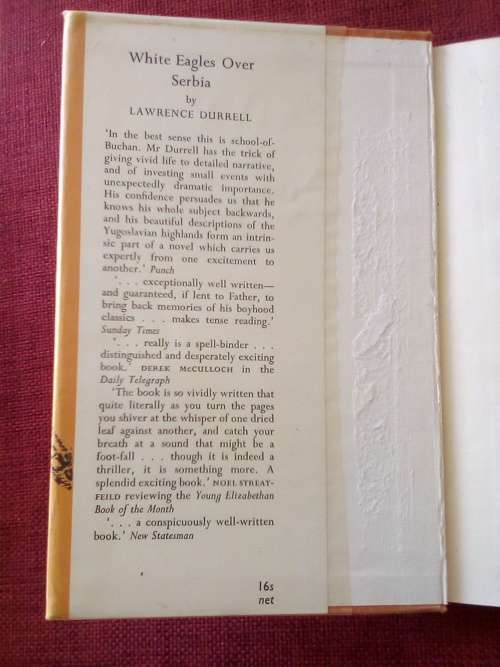 White Eagles Over
Serbia
by
LAWRENCE DURRELL
'In the best sense this is school-of-
Buchan. Mr Durrell has the trick of
giving vivid life to detailed narrative,
and of investing small events with
unexpectedly dramatic importance.
His confidence persuades us that he
knows his whole subject backwards,
and his beautiful descriptions of the
Yugoslavian highlands form an intrin-
sic part of a novel which carries us
expertly from one excitement to
another.' Punch
'. . . exceptionally well written—
and guaranteed, if lent to Father, to
bring back memories of his boyhood
classics . . . makes tense reading.'
Sunday Times
'. . . really is a spell-binder . . .
distinguished and desperately exciting
book.' DEREK McCULLOCH in the
Daily Telegraph
'The book is so vividly written that
quite literally as you turn the pages
you shiver at the whisper of one dried
leaf against another, and catch your
breath at a sound that might be a
foot-fall . . . though it is indeed a
thriller, it is something more. A
splendid exciting book.' NOEL STREAT-
FEILD reviewing the Young Elizabethan
Book of the Month
'. . . a conspicuously well-written
book.' New Statesman
16s
net